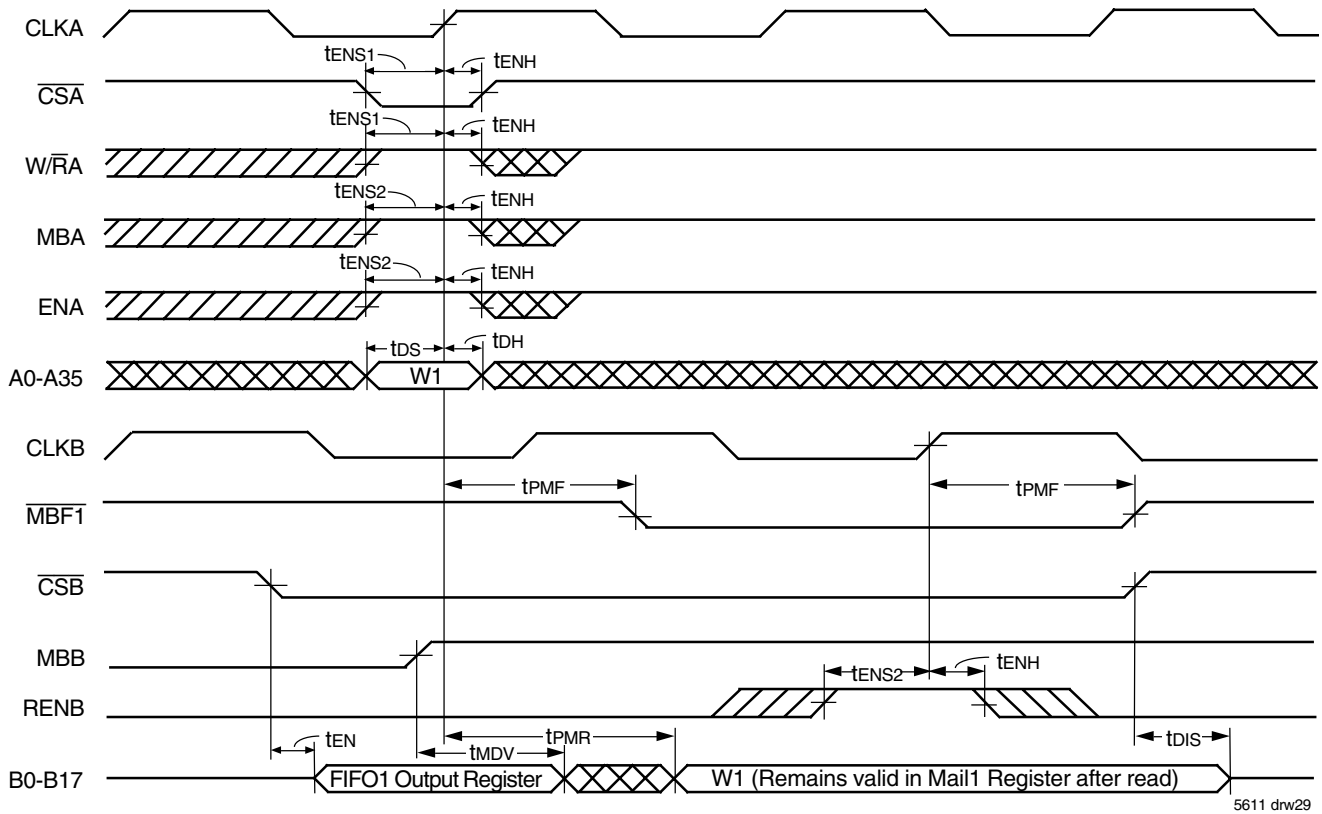 CLKA
tENS1
tENH
CSA
tENS1
tENH
W/RA
tENS2
tENH
MBA
tENS2
tENH
ENA
tDS
tDH
A0-A35
W1
CLKB
tPMF
tPMF
MBF1
CSB
MBB
tENS2
tENH
RENB
tEN
tPMR
tMDV
tDIS
B0-B17
FIFO1 Output Register
W1 (Remains valid in Mail1 Register after read)
5611 drw29